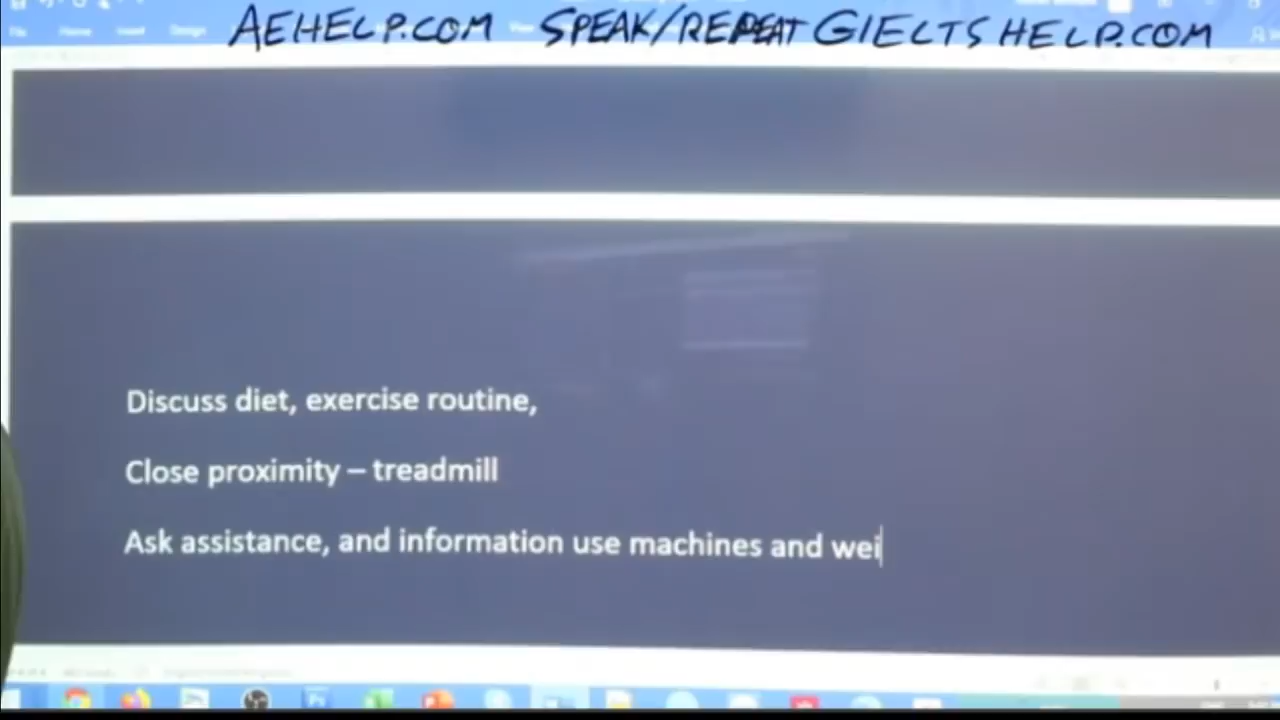 AEHELP.COM SPEAK/REPEAT GIELTSHELP.COM
Discuss diet, exercise routine,
Close proximity – treadmill
Ask assistance, and information use machines and wei